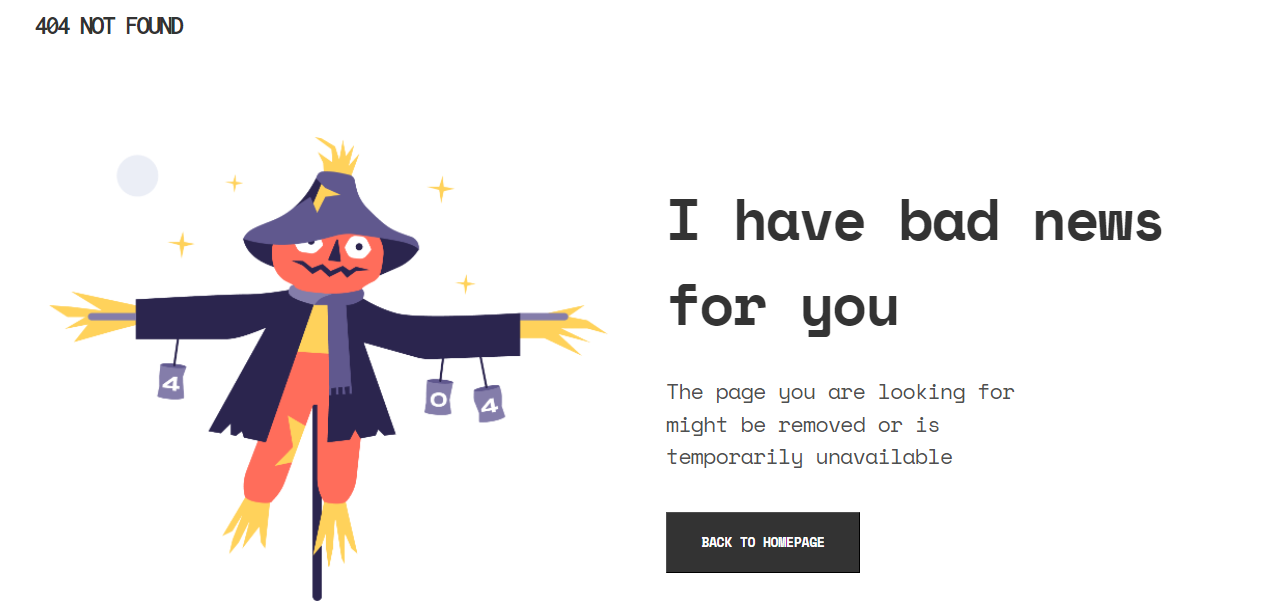 404 NOT FOUND
4
0
4
I have bad news
for you
The page you are looking for
might be removed or is
temporarily unavailable
BACK TO HOMEPAGE